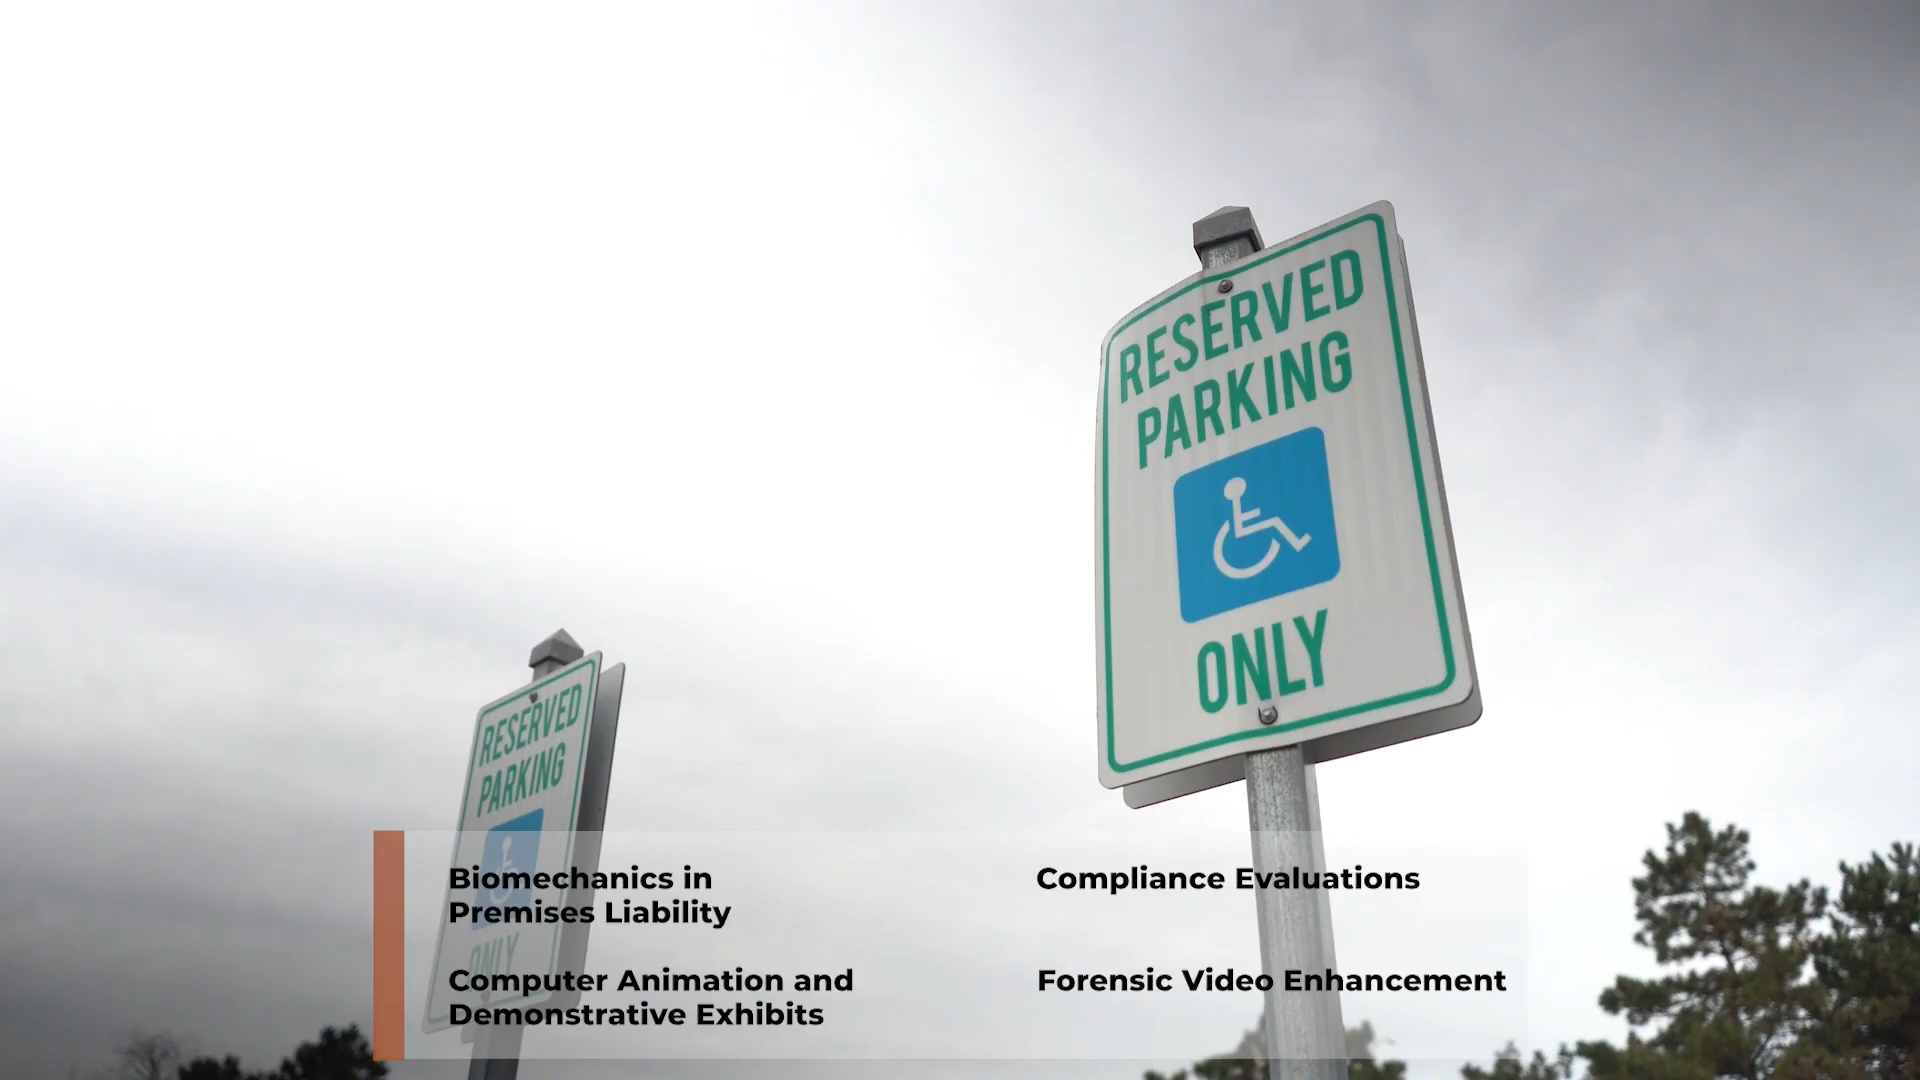 RESERVED
PARKING
ONLY
RESERVED
PARKING
ONLY
Biomechanics in
Premises Liability
Compliance Evaluations
Computer Animation and
Demonstrative Exhibits
Forensic Video Enhancement